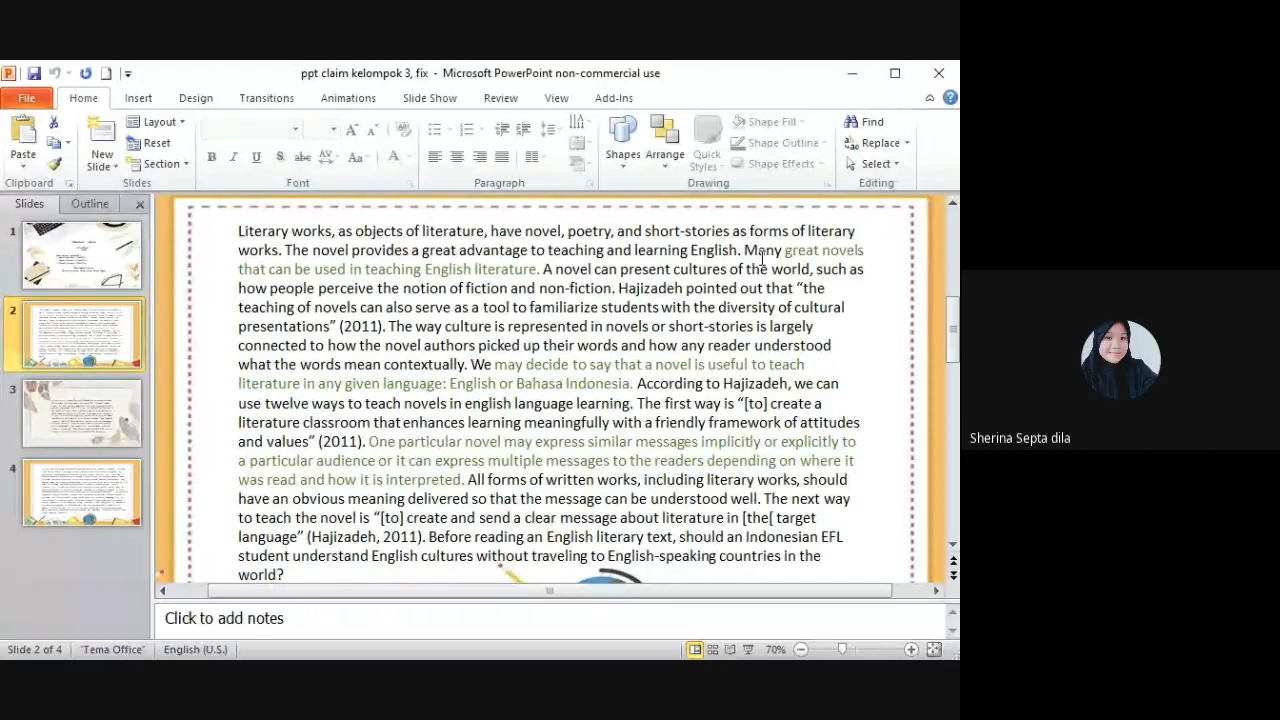 ppt claim kelompok 3, fix - Microsoft PowerPoint non-commercial use
File Home Insert Design Transitions Animations Slide Show Review View Add-Ins
Paste
Clipboard
New Slide
Layout
Reset
Section
Slides
Font
Paragraph
Shapes
Arrange
Quick Styles
Shape Fill
Shape Outline
Shape Effects
Drawing
Find
Replace
Select
Editing
Slides Outline
1
2
3
4
Literary works, as objects of literature, have novel, poetry, and short-stories as forms of literary
works. The novel provides a great advantage to teaching and learning English. Many great novels
that can be used in teaching English literature. A novel can present cultures of the world, such as
how people perceive the notion of fiction and non-fiction. Hajizadeh pointed out that “the
teaching of novels can also serve as a tool to familiarize students with the diversity of cultural
presentations” (2011). The way culture is represented in novels or short-stories is largely
connected to how the novel authors picked up their words and how any reader understood
what the words mean contextually. We may decide to say that a novel is useful to teach
literature in any given language: English or Bahasa Indonesia. According to Hajizadeh, we can
use twelve ways to teach novels in enact language learning. The first way is “[to] create a
literature classroom that enhances learning meaningfully with a friendly framework of attitudes
and values” (2011). One particular novel may express similar messages implicitly or explicitly to
a particular audience or it can express multiple messages to the readers depending on where it
was read and how it is interpreted. written works, including literary works, should
have an obvious meaning delivered so that the message can be understood well. The next way
to teach the novel is “[to] create and send a clear message about literature in [the[ target
language” (Hajizadeh, 2011). Before reading an English literary text, should an Indonesian EFL
student understand English cultures without traveling to English-speaking countries in the
world?
Click to add notes
Slide 2 of 4 "Tema Office" English (U.S.) 70%
Sherina Septa dila